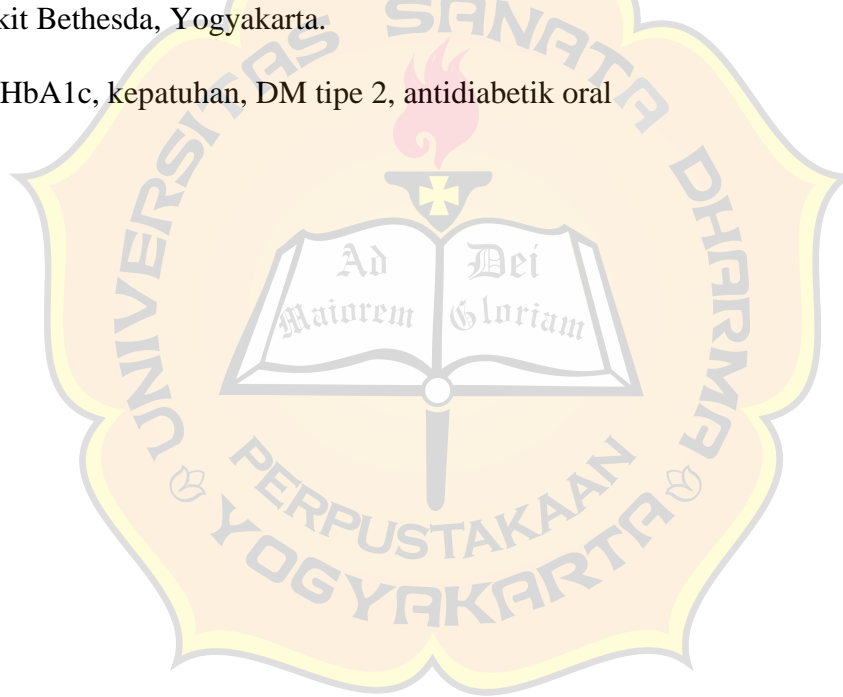 kit Bethesda, Yogyakarta.
HbA1c, kepatuhan, DM tipe 2, antidiabetik oral
UNIVERSITAS SANATA DHARMA
Ad Dei
Maiorem Gloriam
PERPUSTAKAAN
YOGYAKARTA